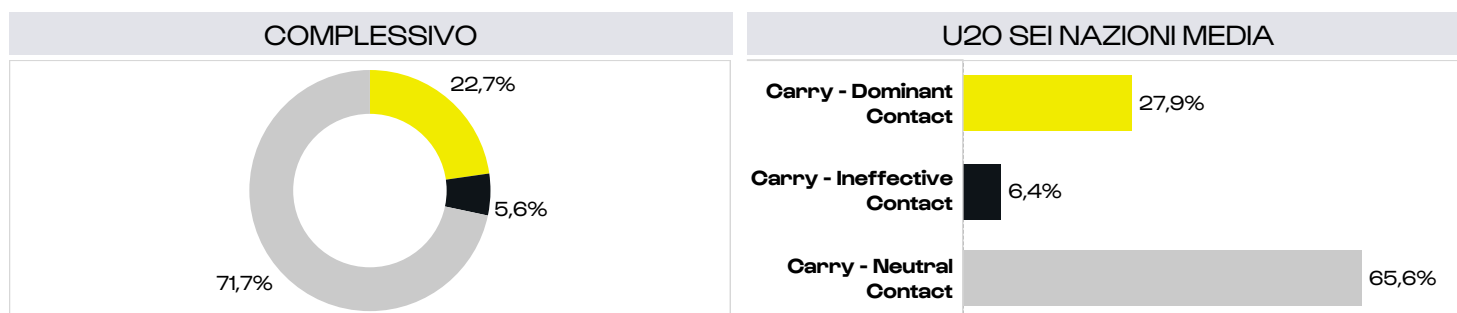 COMPLESSIVO
22,7%
5,6%
71,7%
U20 SEI NAZIONI MEDIA
Carry - Dominant
Contact
27,9%
Carry - Ineffective
Contact
6,4%
Carry - Neutral
Contact
65,6%